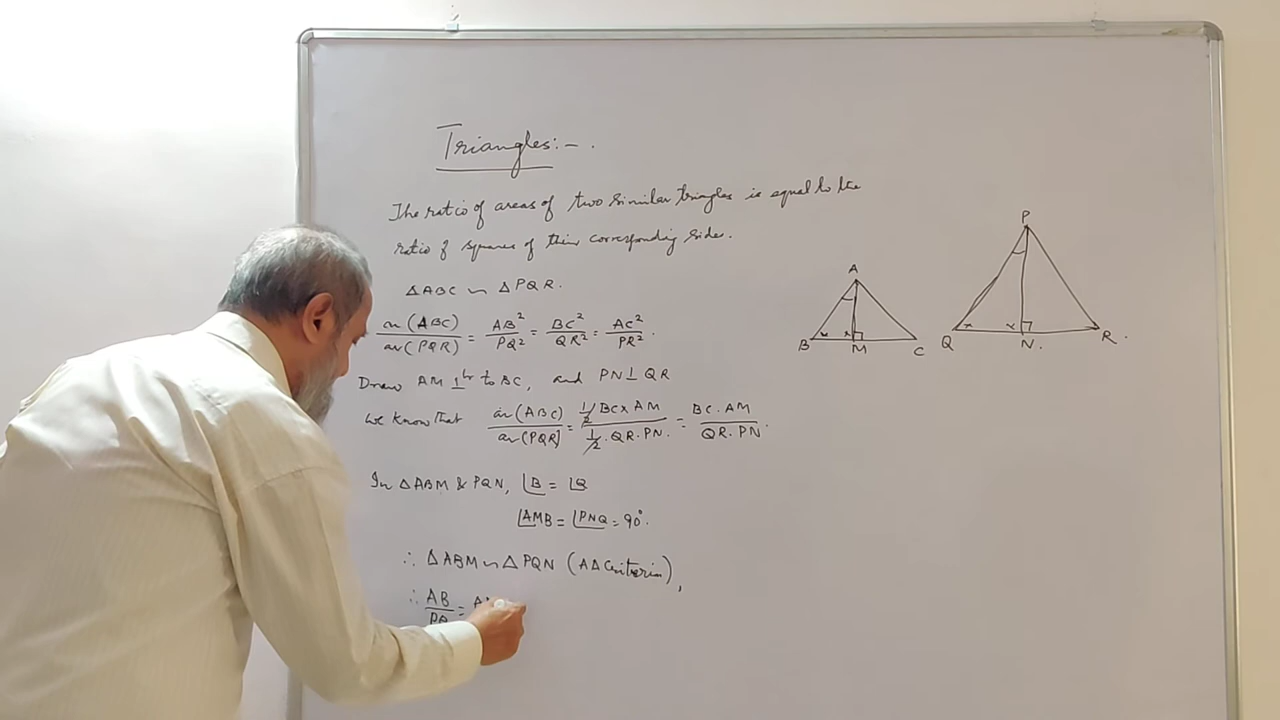 Triangles:-.
The ratio of areas of two similar triangles is equal to the
ratio of squares of their corresponding sides.
ΔABC ~ ΔPQR.
ar(ABC)/ar(PQR) = AB²/PQ² = BC²/QR² = AC²/PR².
Draw AM ⊥lr to BC, and PN ⊥ QR
We know that ar(ABC)/ar(PQR) = ½ BC x AM / ½ . QR . PN. = BC . AM / QR . PN.
In ΔABM & PQN, ∠B = ∠Q
∠AMB = ∠PNQ = 90°.
∴ ΔABM ~ Δ PQN (AA Criterion),
∴ AB/PQ =
A
B
M
C
P
Q
N.
R.